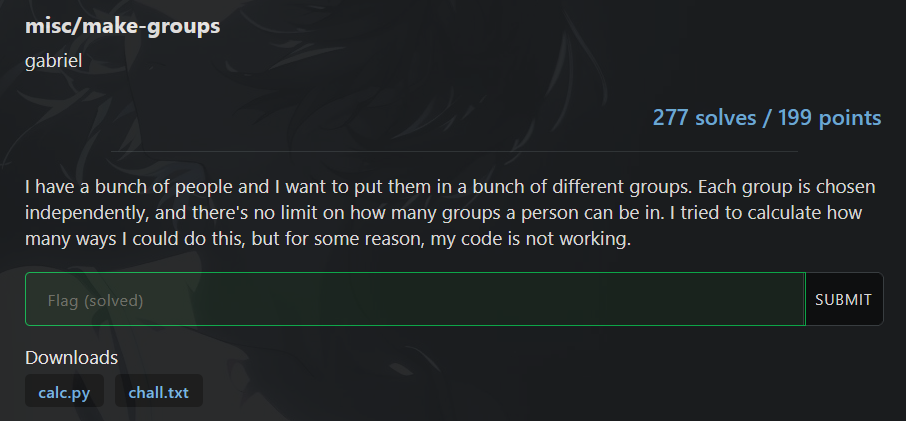 misc/make-groups
gabriel
277 solves / 199 points
I have a bunch of people and I want to put them in a bunch of different groups. Each group is chosen
independently, and there's no limit on how many groups a person can be in. I tried to calculate how
many ways I could do this, but for some reason, my code is not working.
Flag (solved) SUBMIT
Downloads
calc.py chall.txt